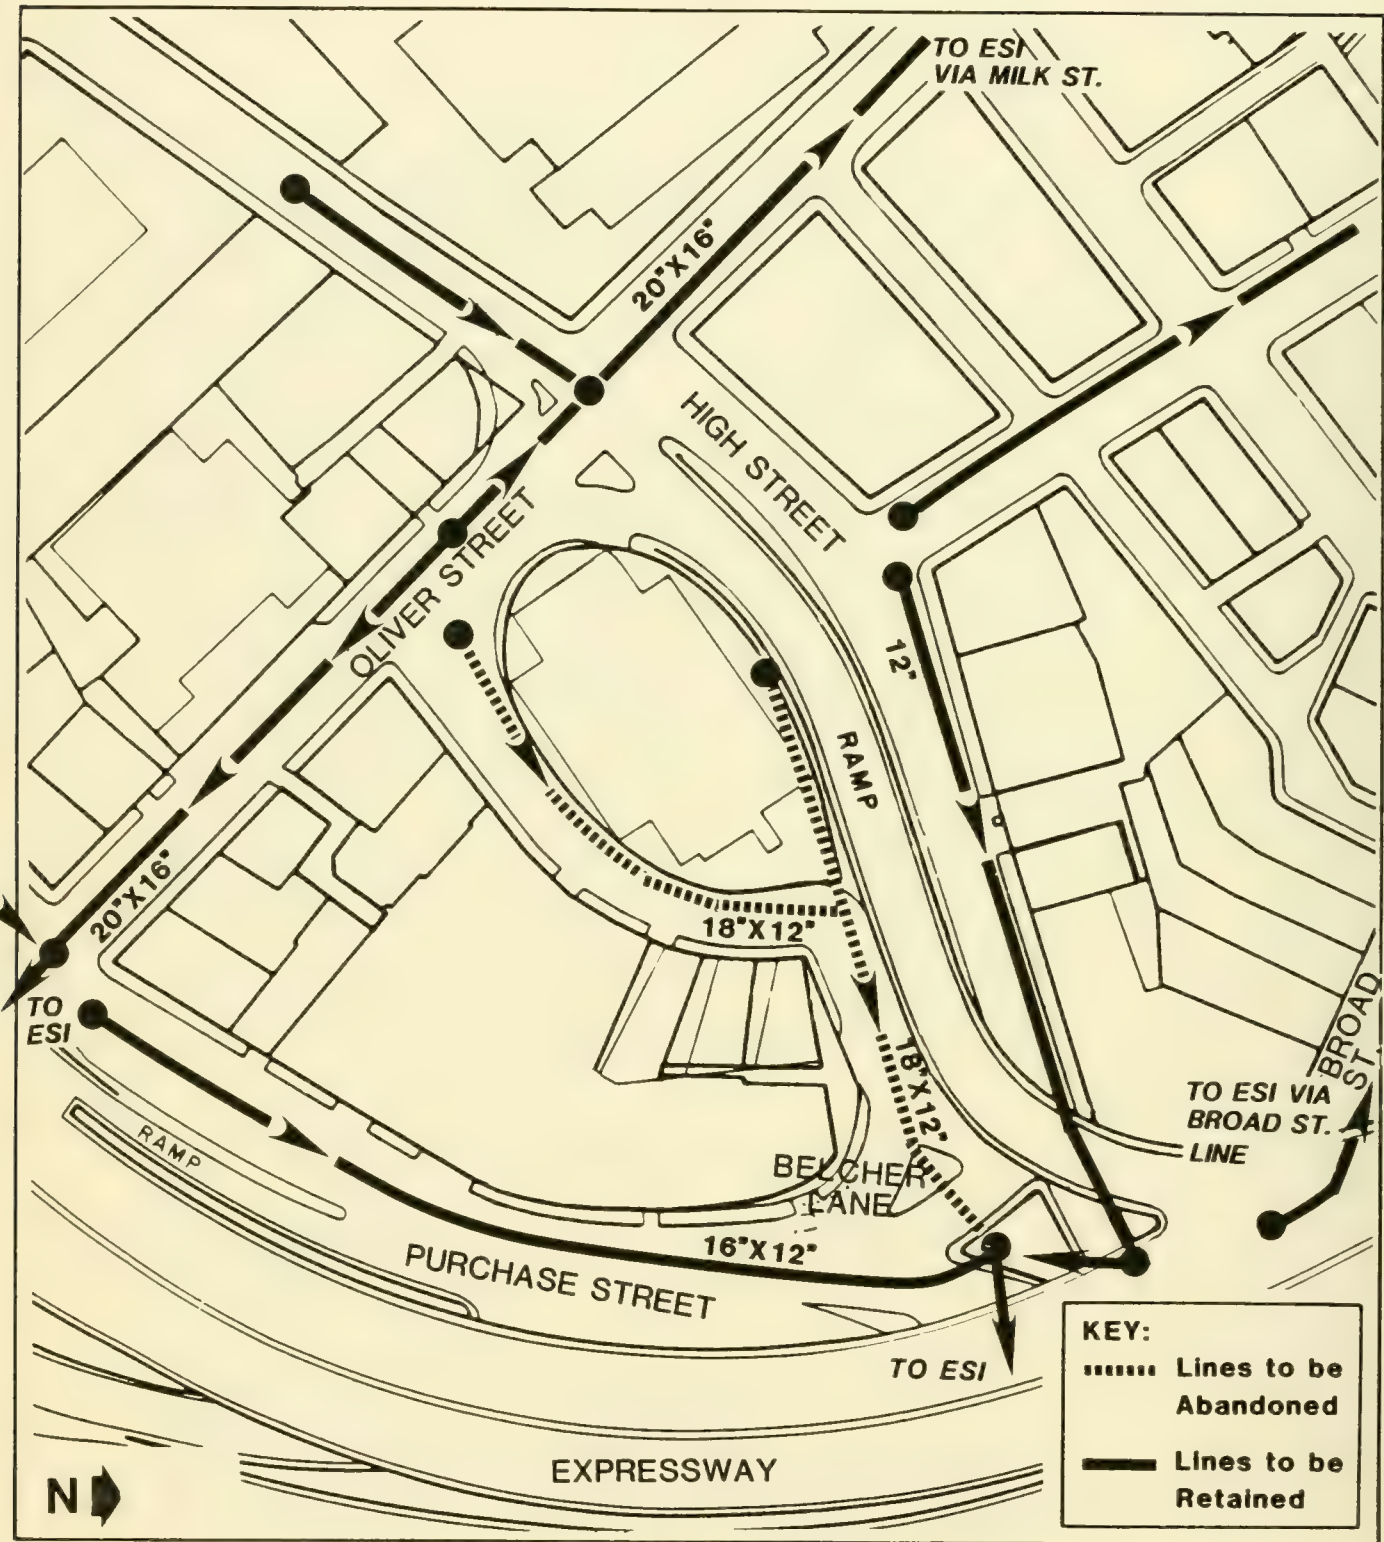 TO ESI
VIA MILK ST.
20"X16"
HIGH STREET
OLIVER STREET
12"
RAMP
20"X16"
18"X12"
TO
ESI
18"X12"
BROAD
ST.
TO ESI VIA
BROAD ST.
LINE
RAMP
BELCHER
LANE
16"X12"
PURCHASE STREET
TO ESI
KEY:
Lines to be
Abandoned
Lines to be
Retained
EXPRESSWAY
N